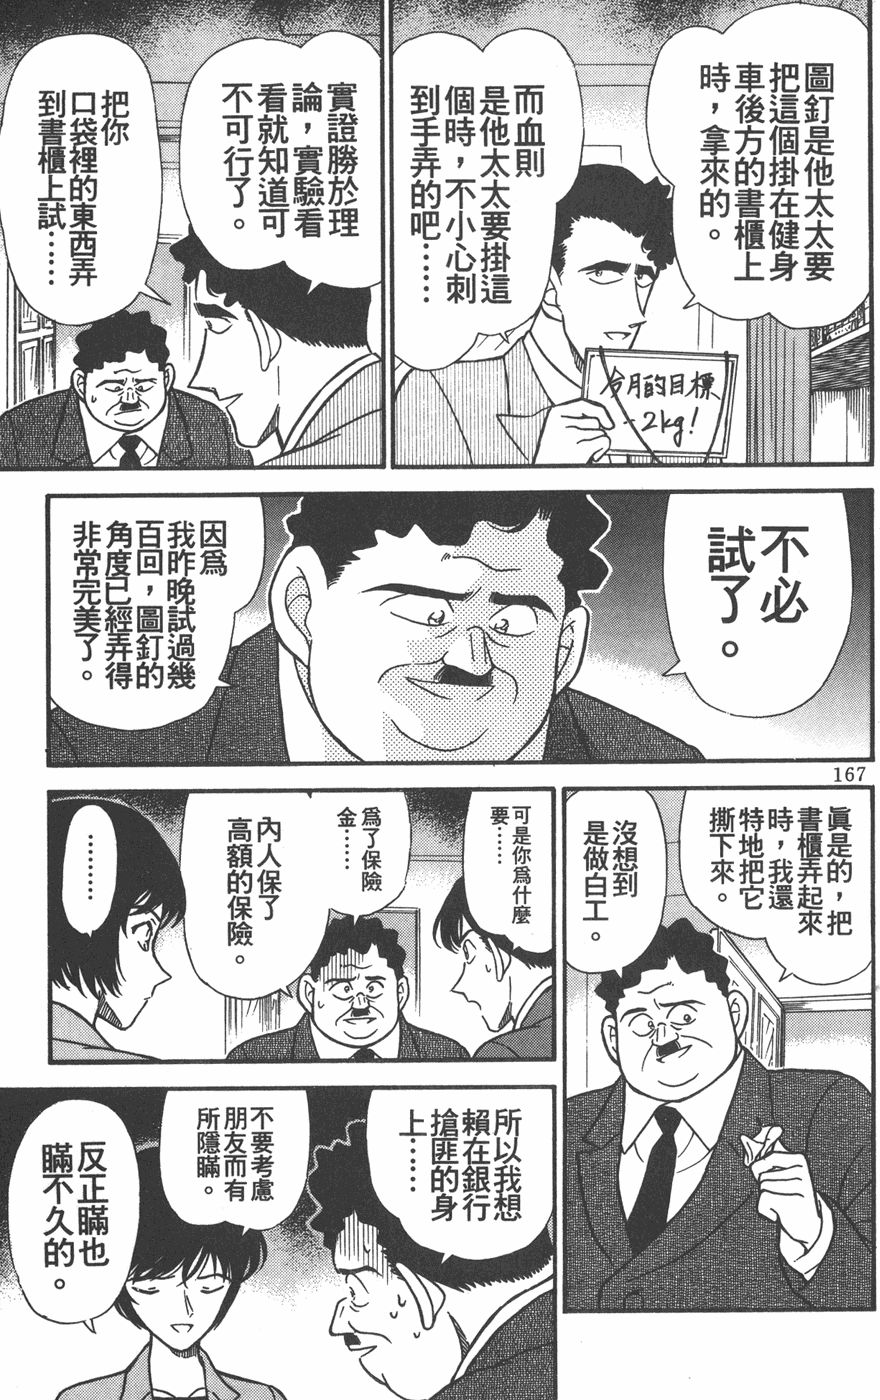 圖釘是他太太要
把這個掛在健身
車後方的書櫃上
時，拿來的。
而血則
是他太太要掛這
個時，不小心刺
到手弄的吧……
今月的目標
-2kg！
實證勝於理
論，實驗看
看就知道可
不可行了。
把你
口袋裡的東西弄
到書櫃上試……
不必
試了。
因爲
我昨晚試過幾
百回，圖釘的
角度已經弄得
非常完美了。
167
眞是的，把
書櫃弄起來
時，我還
特地把它
撕下來。
沒想到
是做白工。
可是你爲什麼
要……
爲了保險
金……
內人保了
高額的保險。
………
所以我想
賴在銀行
搶匪的身
上……
不要考慮
朋友而有
所隱瞞。
反正瞞也
瞞不久的。